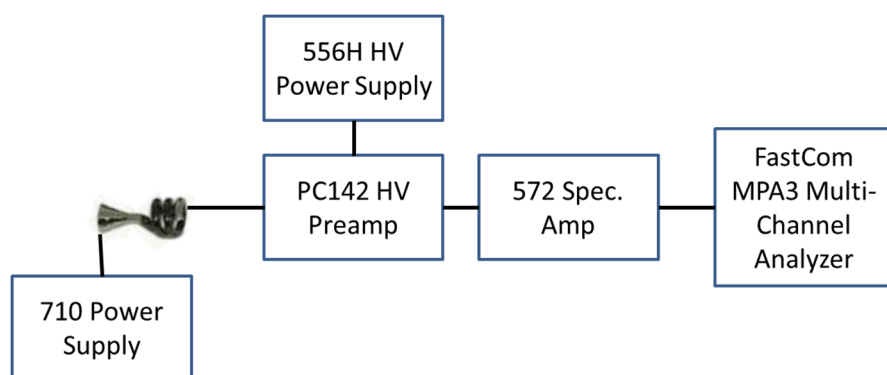 556H HV
Power Supply
PC142 HV
Preamp
572 Spec.
Amp
FastCom
MPA3 Multi-
Channel
Analyzer
710 Power
Supply